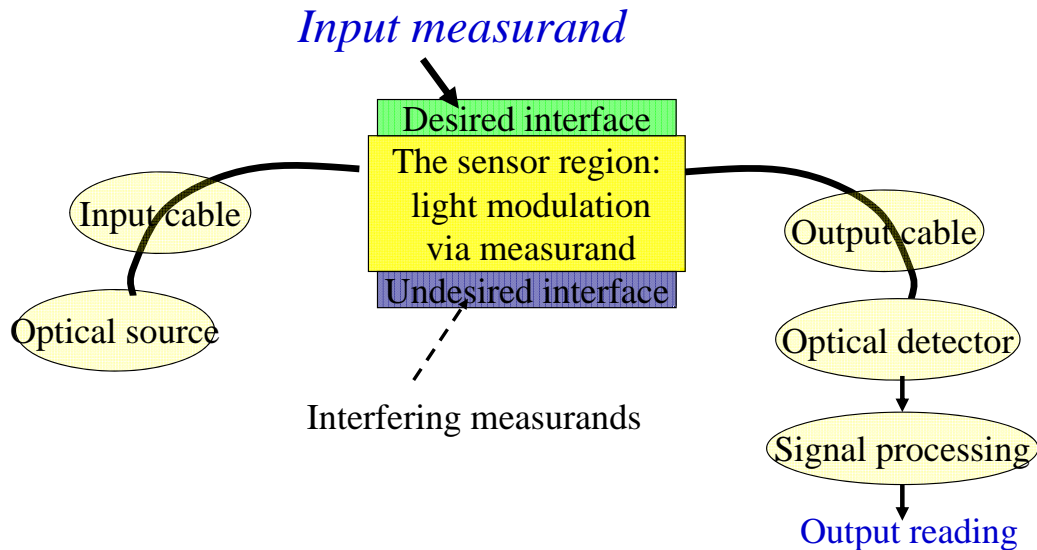 Input measurand
Desired interface
The sensor region:
light modulation
via measurand
Undesired interface
Input cable
Optical source
Interfering measurands
Output cable
Optical detector
Signal processing
Output reading